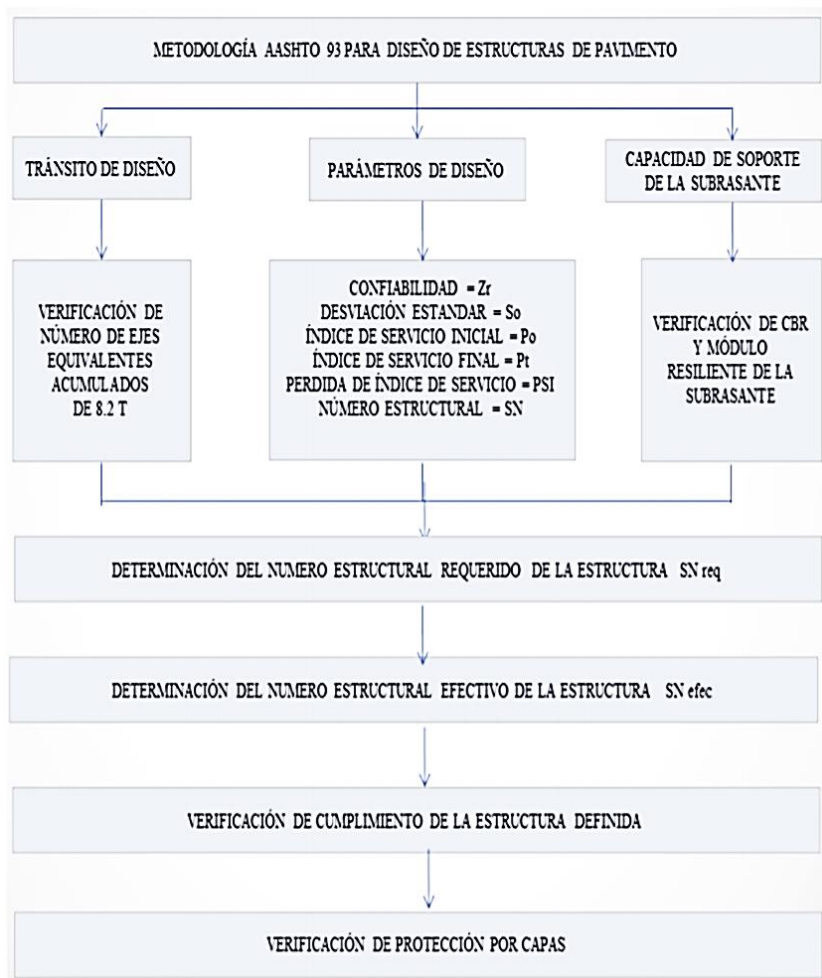 METODOLOGÍA AASHTO 93 PARA DISEÑO DE ESTRUCTURAS DE PAVIMENTO
TRÁNSITO DE DISEÑO
PARÁMETROS DE DISEÑO
CAPACIDAD DE SOPORTE
DE LA SUBRASANTE
VERIFICACIÓN DE
NÚMERO DE EJES
EQUIVALENTES
ACUMULADOS
DE 8.2 T
CONFIABILIDAD = Zr
DESVIACIÓN ESTANDAR = So
ÍNDICE DE SERVICIO INICIAL = Po
ÍNDICE DE SERVICIO FINAL = Pt
PERDIDA DE ÍNDICE DE SERVICIO = PSI
NÚMERO ESTRUCTURAL = SN
VERIFICACIÓN DE CBR
Y MÓDULO
RESILIENTE DE LA
SUBRASANTE
DETERMINACIÓN DEL NUMERO ESTRUCTURAL REQUERIDO DE LA ESTRUCTURA SN req
DETERMINACIÓN DEL NUMERO ESTRUCTURAL EFECTIVO DE LA ESTRUCTURA SN efec
VERIFICACIÓN DE CUMPLIMIENTO DE LA ESTRUCTURA DEFINIDA
VERIFICACIÓN DE PROTECCIÓN POR CAPAS